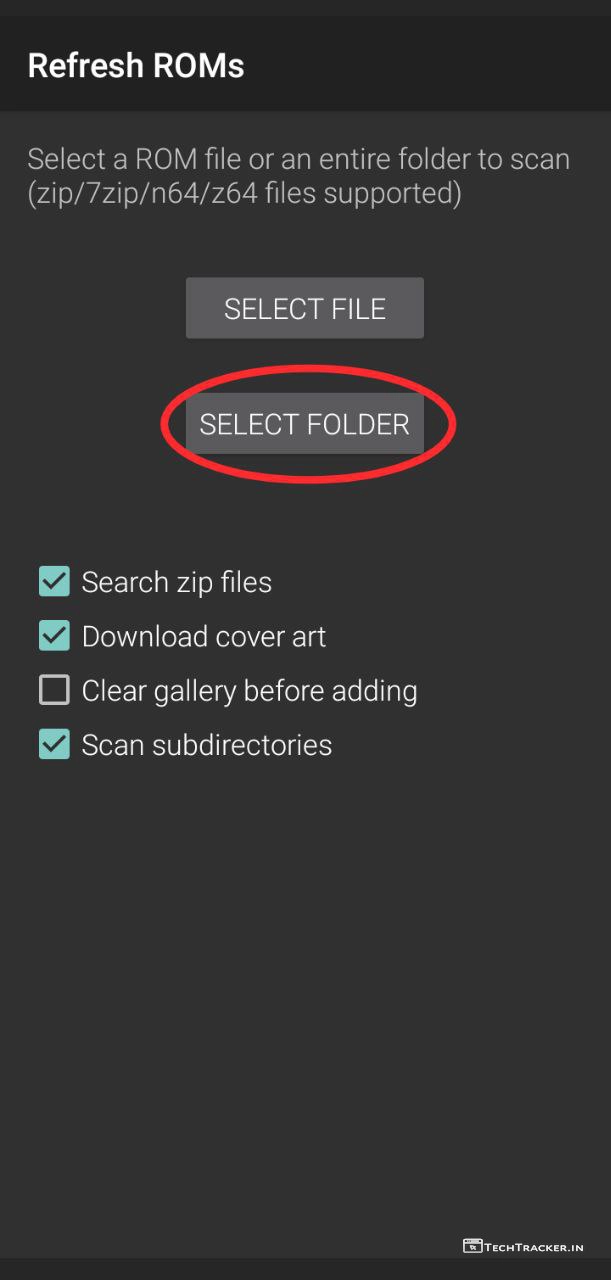 Refresh ROMs
Select a ROM file or an entire folder to scan
(zip/7zip/n64/z64 files supported)
SELECT FILE
SELECT FOLDER
Search zip files
Download cover art
Clear gallery before adding
Scan subdirectories
TechTracker.in